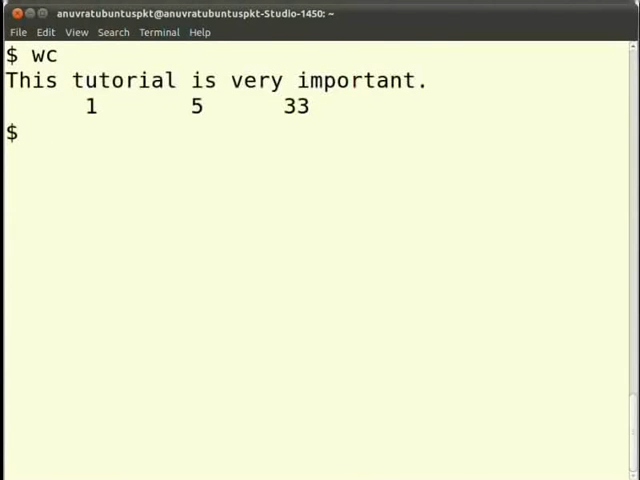 anuvratubuntuspkt@anuvratubuntuspkt-Studio-1450: ~
File Edit View Search Terminal Help
$ wc
This tutorial is very important.
1 5 33
$